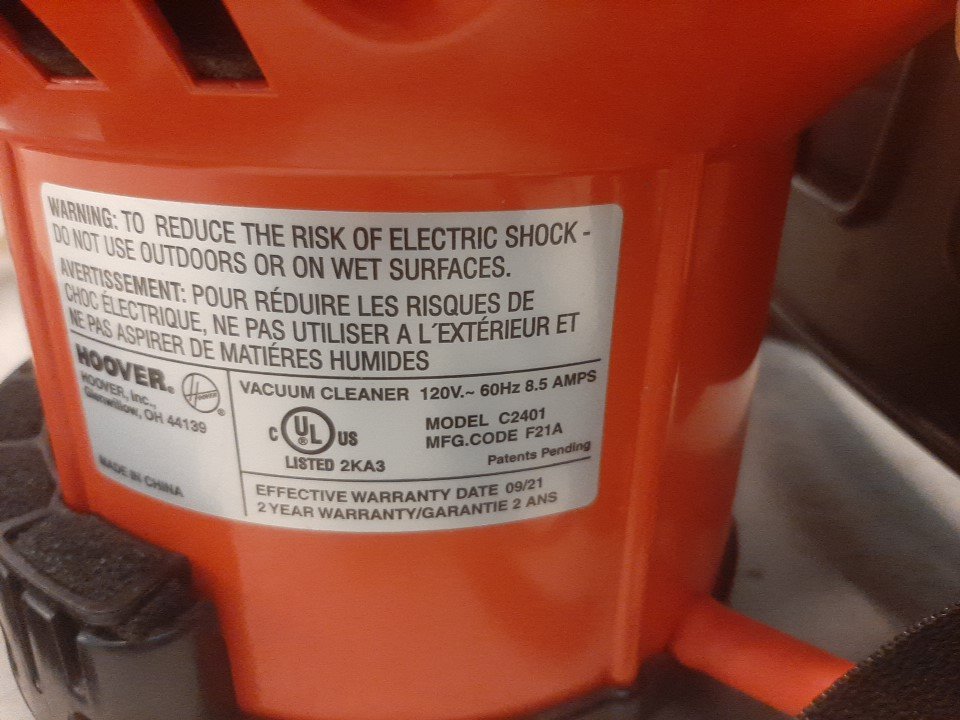 WARNING: TO REDUCE THE RISK OF ELECTRIC SHOCK -
DO NOT USE OUTDOORS OR ON WET SURFACES.
AVERTISSEMENT: POUR RÉDUIRE LES RISQUES DE
CHOC ÉLECTRIQUE, NE PAS UTILISER A L´EXTÉRIEUR ET
NE PAS ASPIRER DE MATIÉRES HUMIDES
HOOVER®
HOOVER, Inc.,
Glenwillow, OH 44139
MADE IN CHINA
Hoover ®
VACUUM CLEANER 120V.~ 60Hz 8.5 AMPS
C UL® US
LISTED 2KA3
MODEL C2401
MFG.CODE F21A
Patents Pending
EFFECTIVE WARRANTY DATE 09/21
2 YEAR WARRANTY/GARANTIE 2 ANS